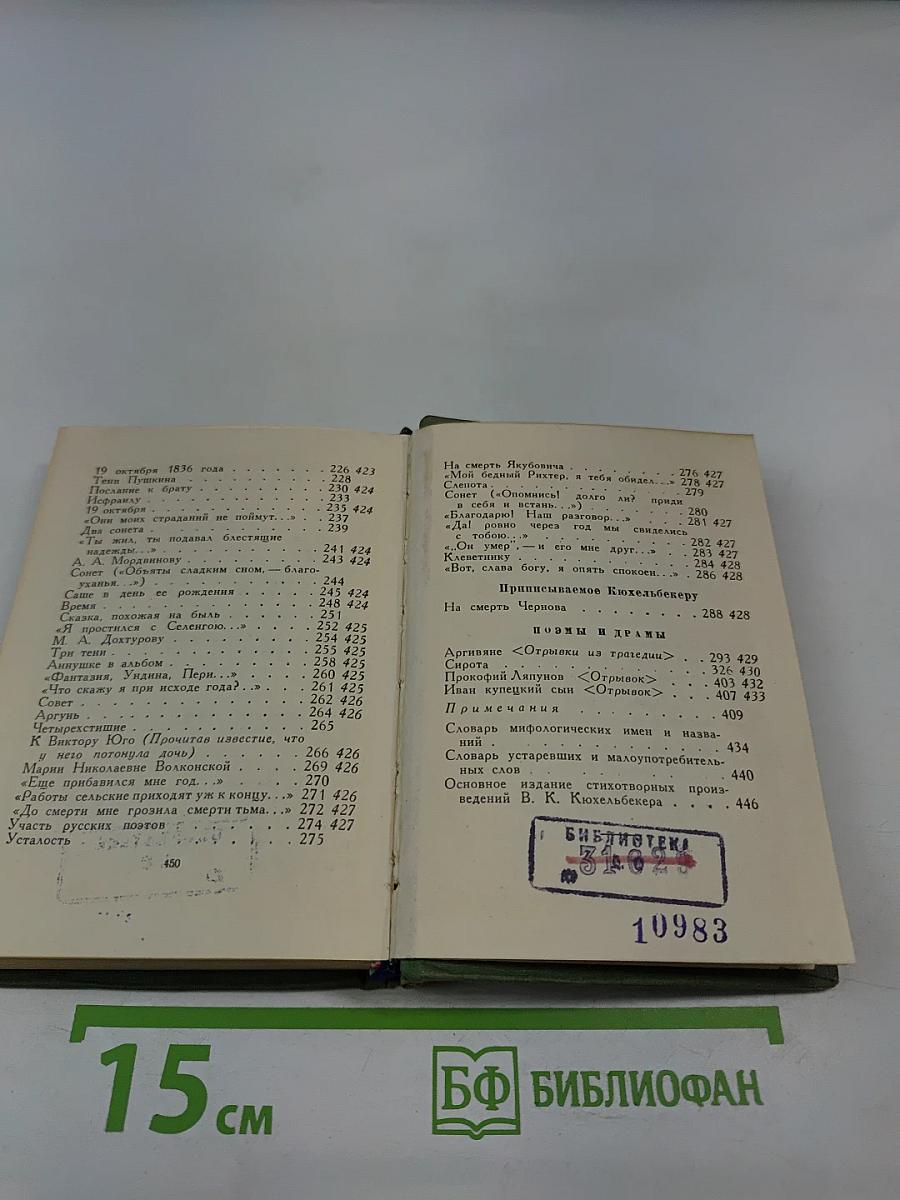 19 октября 1836 года . . . . . . . 226 423
Тени Пушкина . . . . . . . . . . 228
Послание к брату . . . . . . . . . 230 424
Исфраилу . . . . . . . . . . . . 233
19 октября . . . . . . . . . . . . 235 424
«Они моих страданий не поймут...» . . 237
Два сонета . . . . . . . . . . . . 239
«Ты жил, ты подавал блестящие
надежды...» . . . . . . . . . . . 241 424
А. А. Мордвинову . . . . . . . . . 243 424
Сонет («Объяты сладким сном,— благо-
уханья...») . . . . . . . . . . . . 244
Саше в день ее рождения . . . . . . 245 424
Время . . . . . . . . . . . . . . 248 424
Сказка, похожая на быль . . . . . . 251
«Я простился с Селенгою...» . . . . 252 425
М. А. Дохтурову . . . . . . . . . 254 425
Три тени . . . . . . . . . . . . . 255 425
Аннушке в альбом . . . . . . . . . 258 425
«Фантазия, Ундина, Пери...» . . . . 260 425
«Что скажу я при исходе года?..» . . . 261 425
Совет . . . . . . . . . . . . . . 262 426
Аргунь . . . . . . . . . . . . . . 264 426
Четырехстишие . . . . . . . . . . . 265
К Виктору Юго (Прочитав известие, что
у него потонула дочь) . . . . . . . 266 426
Марии Николаевне Волконской . . . . 269 426
«Еще прибавился мне год...» . . . . . 270
«Работы сельские приходят уж к концу...» 271 426
«До смерти мне грозила смерти тьма...» 272 427
Участь русских поэтов . . . . . . . 274 427
Усталость . . . . . . . . . . . . . 275
450
На смерть Якубовича . . . . . . . . 276 427
«Мой бедный Рихтер, я тебя обидел...» 278 427
Слепота . . . . . . . . . . . . . 279
Сонет («Опомнись! долго ли? приди
в себя и встань...») . . . . . . . . 280
«Благодарю! Наш разговор...» . . . . 281 427
«Да! ровно через год мы свиделись
с тобою...» . . . . . . . . . . . . 282 427
«„Он умер",— и его мне друг...» . . 283 427
Клеветнику . . . . . . . . . . . . 284 428
«Вот, слава богу, я опять спокоен...» . 286 428
Приписываемое Кюхельбекеру
На смерть Чернова . . . . . . . . 288 428
ПОЭМЫ И ДРАМЫ
Аргивяне <Отрывки из трагедии> . . 293 429
Сирота . . . . . . . . . . . . . . 326 430
Прокофий Ляпунов <Отрывок> . . . 403 432
Иван купецкий сын <Отрывок> . . . 407 433
Примечания . . . . . . . . . . . 409
Словарь мифологических имен и назва-
ний . . . . . . . . . . . . . . . 434
Словарь устаревших и малоупотребитель-
ных слов . . . . . . . . . . . . . 440
Основное издание стихотворных произ-
ведений В. К. Кюхельбекера . . . . 446
БИБЛИОТЕКА
10983
15 см
БФ БИБЛИОФАН